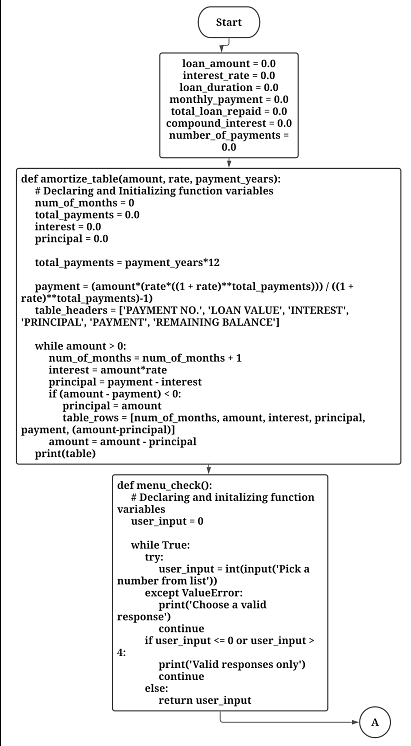 Start
loan_amount = 0.0
interest_rate = 0.0
loan_duration = 0.0
monthly_payment = 0.0
total_loan_repaid = 0.0
compound_interest = 0.0
number_of_payments =
0.0
def amortize_table(amount, rate, payment_years):
# Declaring and Initializing function variables
num_of_months = 0
total_payments = 0.0
interest = 0.0
principal = 0.0
total_payments = payment_years*12
payment = (amount*(rate*((1 + rate)**total_payments))) / ((1 +
rate)**total_payments)-1)
table_headers = ['PAYMENT NO.', 'LOAN VALUE', 'INTEREST',
'PRINCIPAL', 'PAYMENT', 'REMAINING BALANCE']
while amount > 0:
num_of_months = num_of_months + 1
interest = amount*rate
principal = payment - interest
if (amount - payment) < 0:
principal = amount
table_rows = [num_of_months, amount, interest, principal,
payment, (amount-principal)]
amount = amount - principal
print(table)
def menu_check():
# Declaring and initalizing function
variables
user_input = 0
while True:
try:
user_input = int(input('Pick a
number from list'))
except ValueError:
print('Choose a valid
response')
continue
if user_input <= 0 or user_input >
4:
print('Valid responses only')
continue
else:
return user_input
A